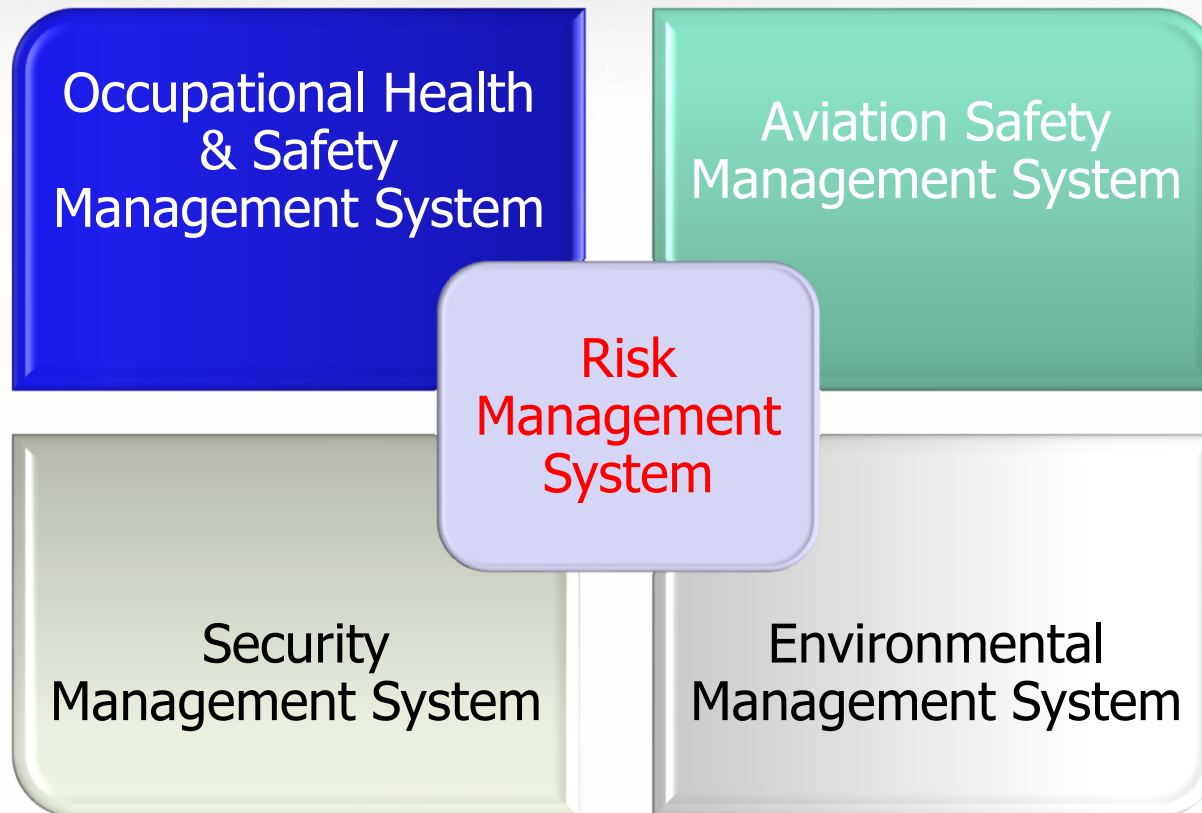 Occupational Health
& Safety
Management System
Aviation Safety
Management System
Risk
Management
System
Security
Management System
Environmental
Management System